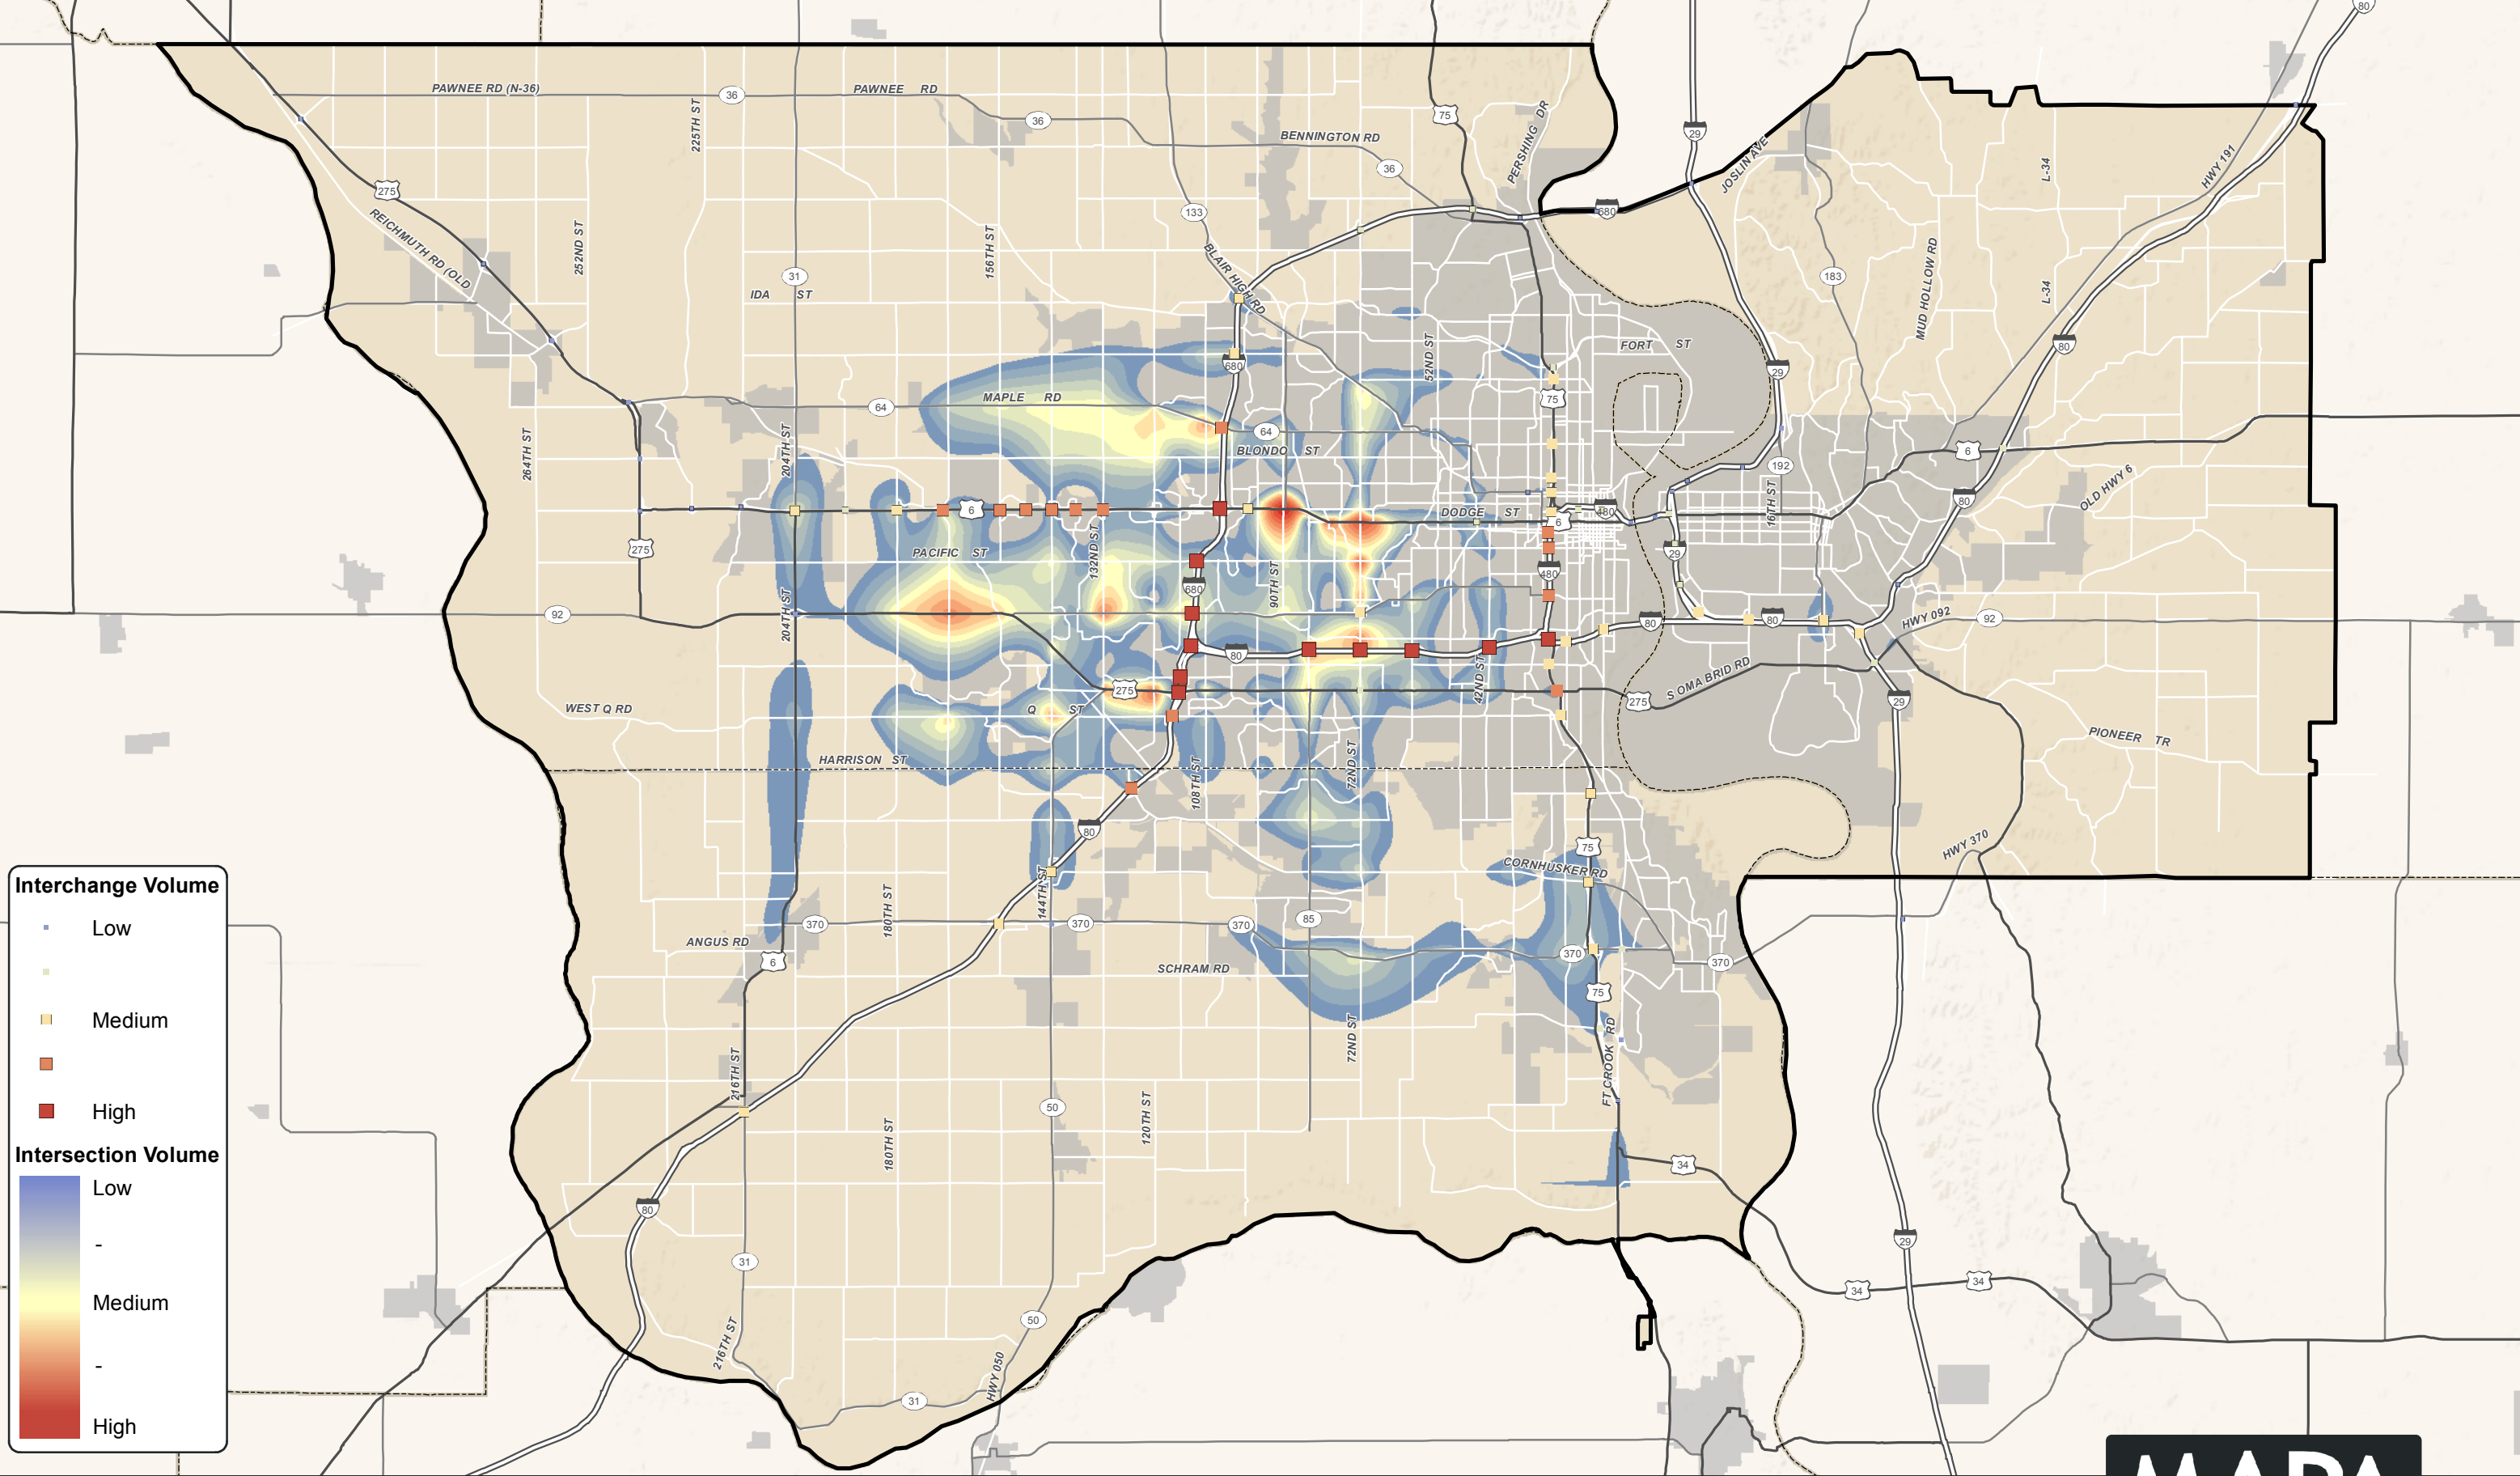 80
PAWNEE RD (N-36)
36
PAWNEE RD
225TH ST
36
75
PERSHING DR
29
BENNINGTON RD
36
JOSLIN AVE
L-34
HWY 191
275
REICHMUTH RD (OLD
252ND ST
156TH ST
133
680
BLAIR HIGH RD
31
IDA ST
183
MUD HOLLOW RD
L-34
680
52ND ST
FORT ST
29
80
MAPLE RD
64
75
64
BLONDO ST
204TH ST
264TH ST
192
6
OLD HWY 6
6
DODGE ST
6
480
16TH ST
80
275
PACIFIC ST
132ND ST
680
90TH ST
480
29
92
204TH ST
80
80
80
HWY 092
92
275
42ND ST
275
S OMA BRID RD
29
WEST Q RD
Q ST
PIONEER TR
HARRISON ST
108TH ST
72ND ST
80
75
CORNHUSKER RD
HWY 370
144TH ST
180TH ST
370
370
370
85
ANGUS RD
6
SCHRAM RD
370
370
75
72ND ST
FT CROOK RD
216TH ST
50
120TH ST
180TH ST
34
80
31
29
34
34
216TH ST
50
HWY 050
31
Interchange Volume
Low
Medium
High
Intersection Volume
Low
-
Medium
-
High
MAPA